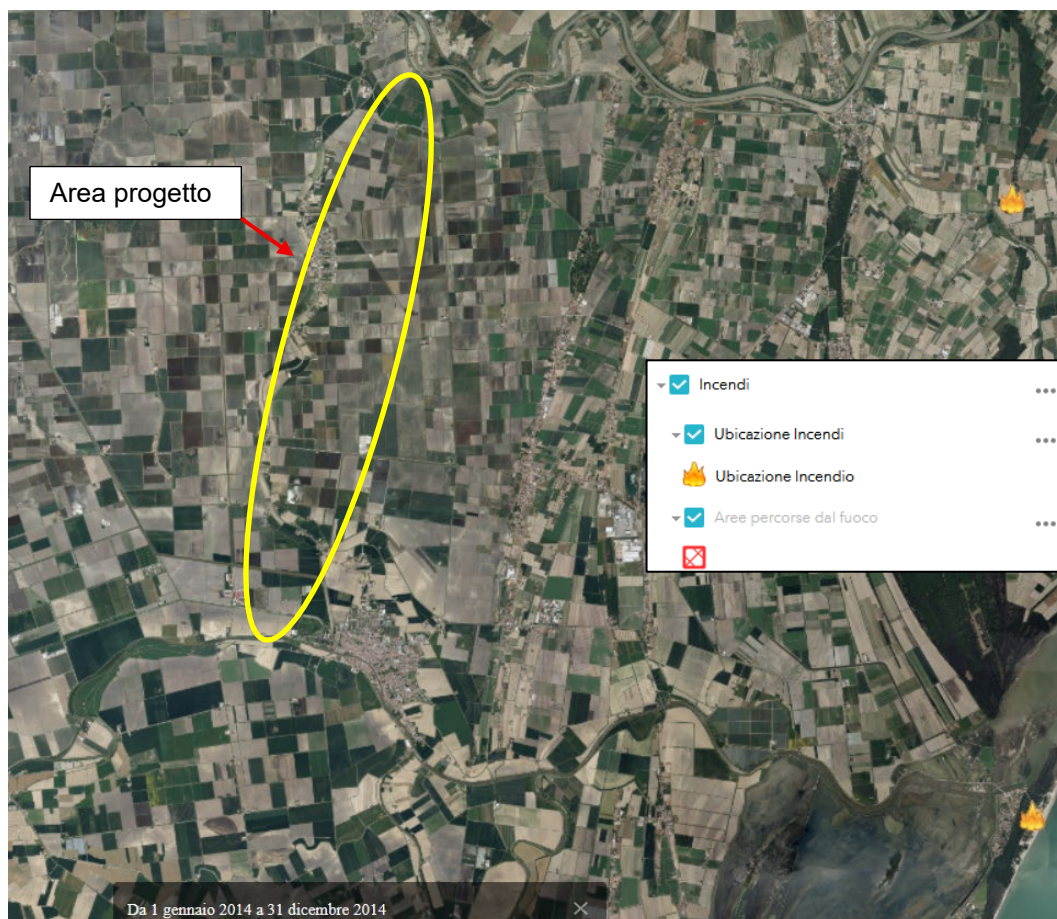 Area progetto
Incendi
Ubicazione Incendi
Ubicazione Incendio
Aree percorse dal fuoco
Da 1 gennaio 2014 a 31 dicembre 2014